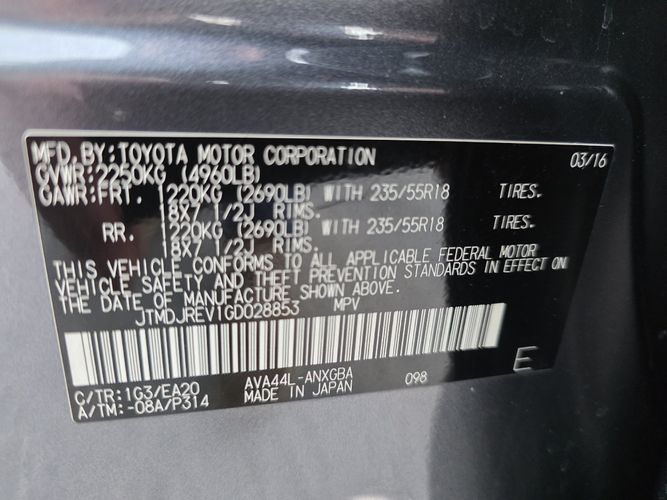 MFD.BY:TOYOTA MOTOR CORPORATION 03/16
GVWR:2250KG (4960LB)
GAWR:FRT. 1220KG (2690LB) WITH 235/55R18 TIRES.
18X7 1/2J RIMS.
RR. 1220KG (2690LB) WITH 235/55R18 TIRES.
18X7 1/2J RIMS.
THIS VEHICLE CONFORMS TO ALL APPLICABLE FEDERAL MOTOR
VEHICLE SAFETY AND THEFT PREVENTION STANDARDS IN EFFECT ON
THE DATE OF MANUFACTURE SHOWN ABOVE.
JTMDJREV1GD028853 MPV
E
C/TR:1G3/EA20 AVA44L-ANXGBA 098
A/TM:-08A/P314 MADE IN JAPAN